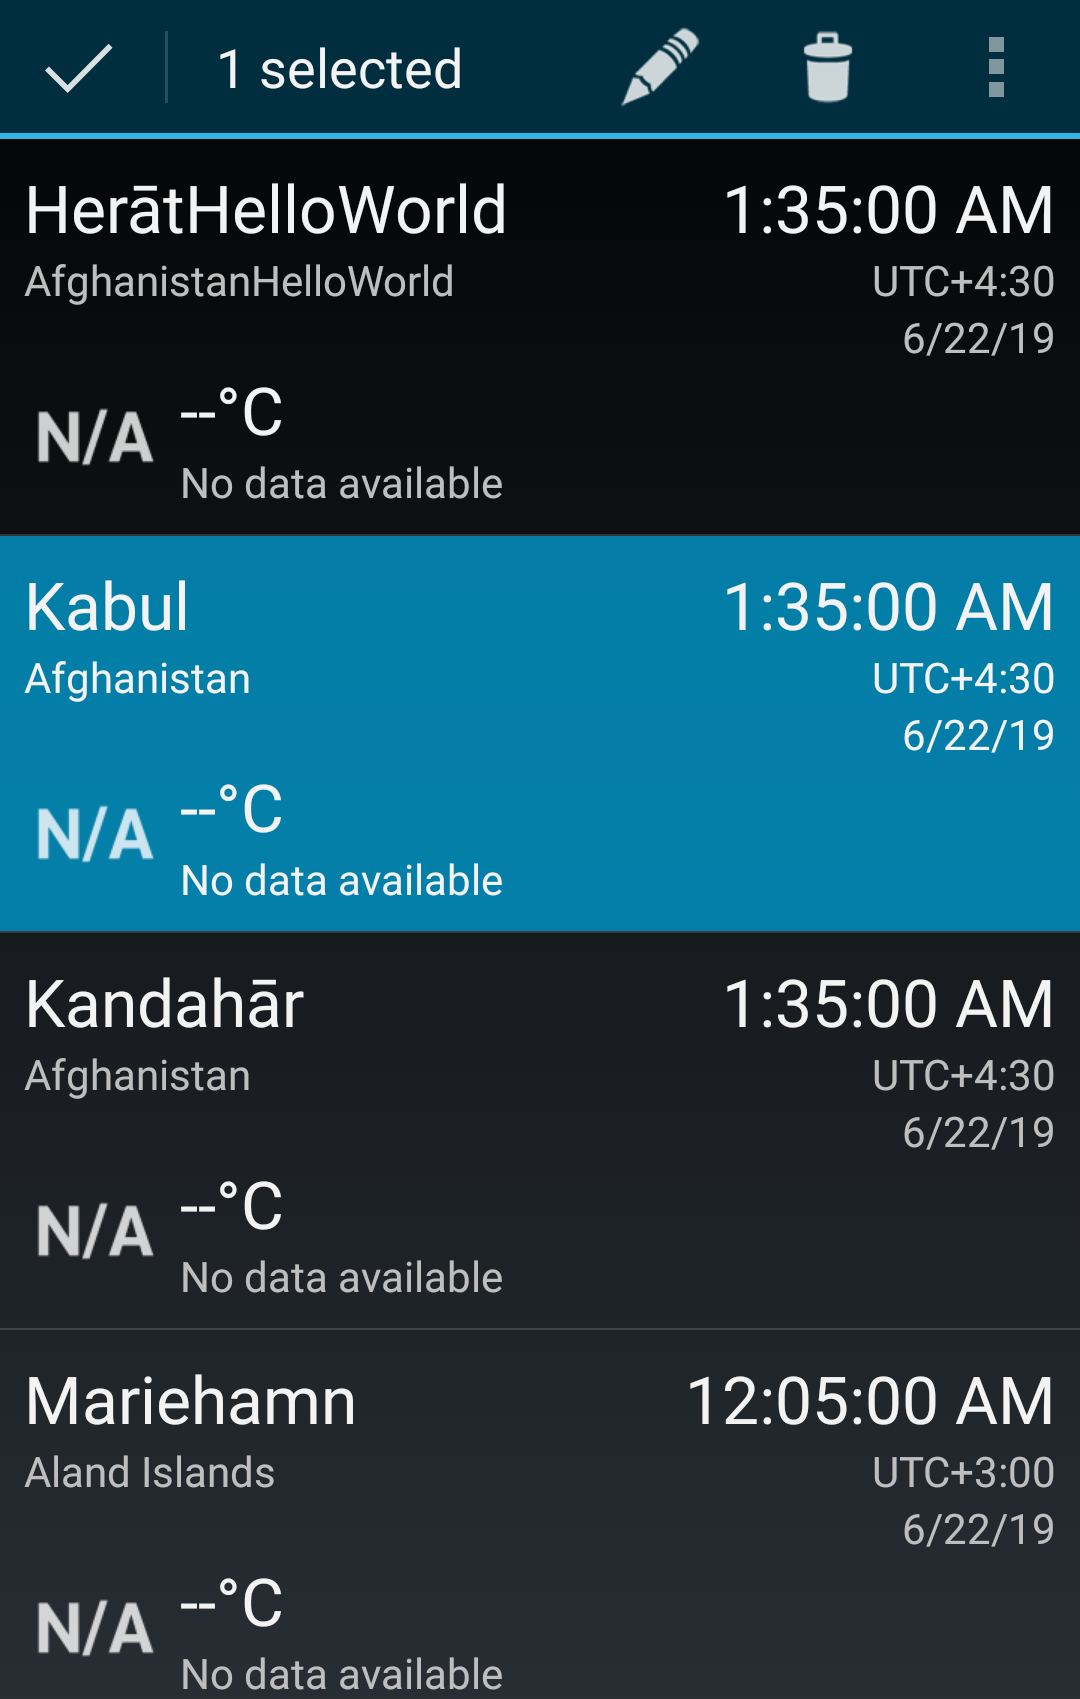 1 selected
HerātHelloWorld 1:35:00 AM
AfghanistanHelloWorld UTC+4:30
6/22/19
--°C
N/A
No data available
Kabul 1:35:00 AM
Afghanistan UTC+4:30
6/22/19
--°C
N/A
No data available
Kandahār 1:35:00 AM
Afghanistan UTC+4:30
6/22/19
--°C
N/A
No data available
Mariehamn 12:05:00 AM
Aland Islands UTC+3:00
6/22/19
--°C
N/A
No data available